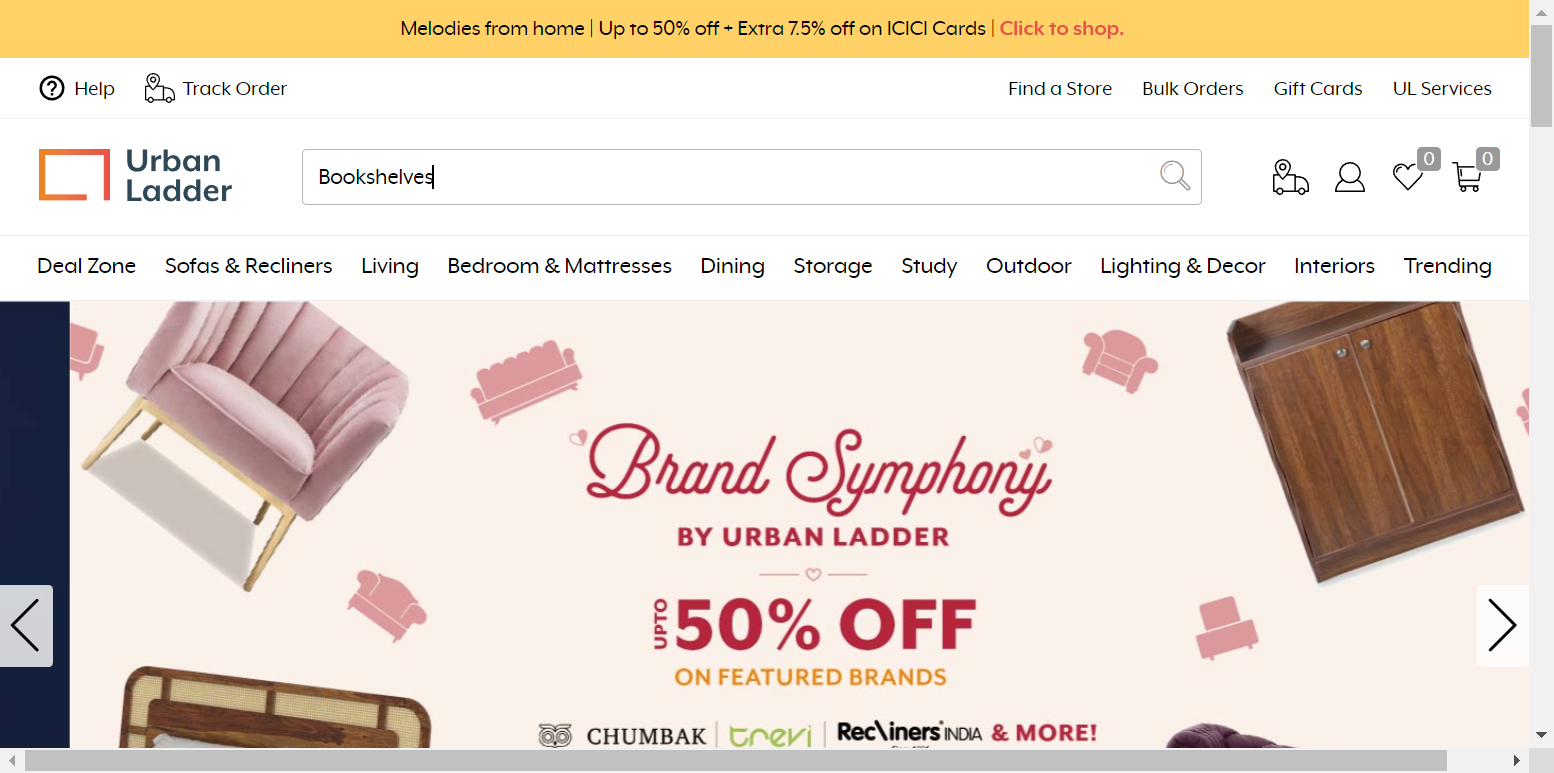 Melodies from home | Up to 50% off + Extra 7.5% off on ICICI Cards | Click to shop.
Help Track Order Find a Store Bulk Orders Gift Cards UL Services
Urban Ladder
Bookshelves
0 0
Deal Zone Sofas & Recliners Living Bedroom & Mattresses Dining Storage Study Outdoor Lighting & Decor Interiors Trending
Brand Symphony
BY URBAN LADDER
UPTO 50% OFF
ON FEATURED BRANDS
CHUMBAK | trevi | Recliners INDIA & MORE!